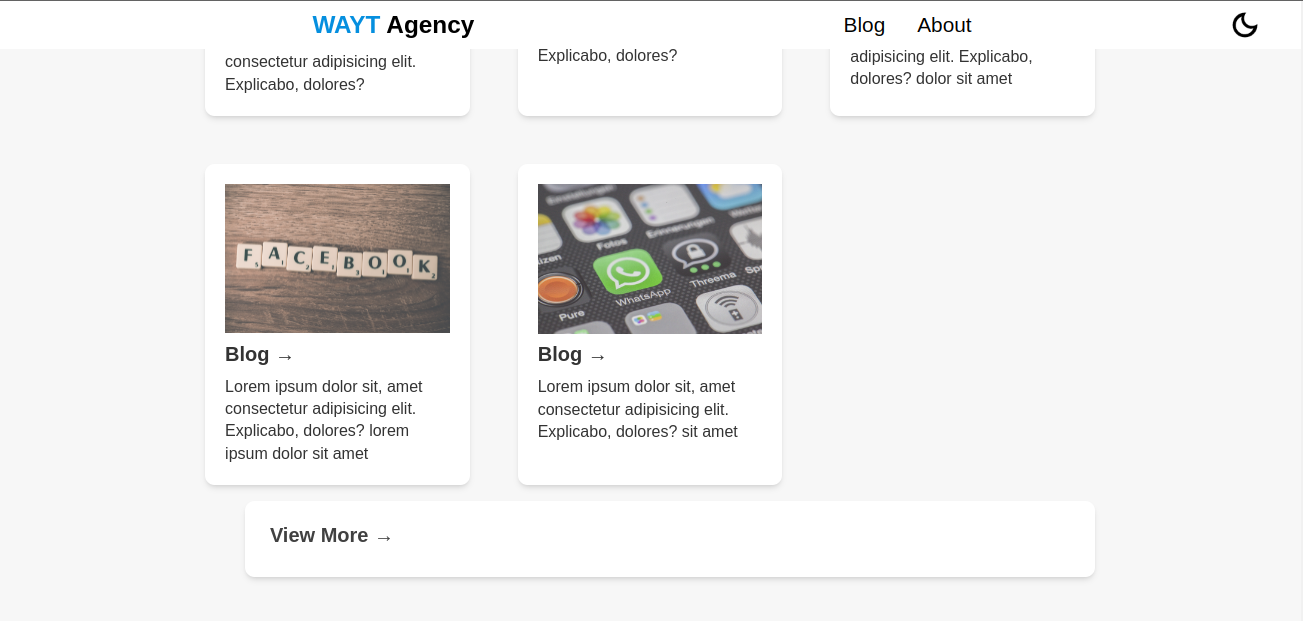 WAYT Agency
Blog
About
consectetur adipisicing elit.
Explicabo, dolores?
Explicabo, dolores?
adipisicing elit. Explicabo,
dolores? dolor sit amet
FACEBOOK
Einstellungen
Fotos
Erinnerungen
Pure
WhatsApp
Threema
Blog →
Lorem ipsum dolor sit, amet
consectetur adipisicing elit.
Explicabo, dolores? lorem
ipsum dolor sit amet
Blog →
Lorem ipsum dolor sit, amet
consectetur adipisicing elit.
Explicabo, dolores? sit amet
View More →